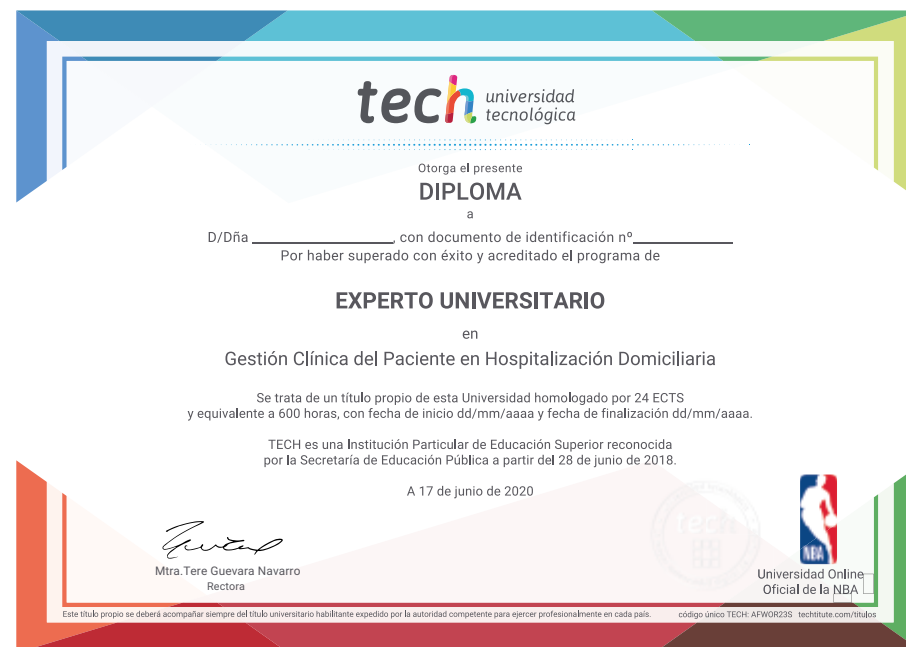 tech universidad
tecnológica
Otorga el presente
DIPLOMA
a
D/Dña ____________________, con documento de identificación nº______________
Por haber superado con éxito y acreditado el programa de
EXPERTO UNIVERSITARIO
en
Gestión Clínica del Paciente en Hospitalización Domiciliaria
Se trata de un título propio de esta Universidad homologado por 24 ECTS
y equivalente a 600 horas, con fecha de inicio dd/mm/aaaa y fecha de finalización dd/mm/aaaa.
TECH es una Institución Particular de Educación Superior reconocida
por la Secretaría de Educación Pública a partir del 28 de junio de 2018.
A 17 de junio de 2020
tech
NBA
Mtra.Tere Guevara Navarro
Rectora
Universidad Online
Oficial de la NBA
Este título propio se deberá acompañar siempre del título universitario habilitante expedido por la autoridad competente para ejercer profesionalmente en cada país. código único TECH: AFWOR23S techtitute.com/titulos